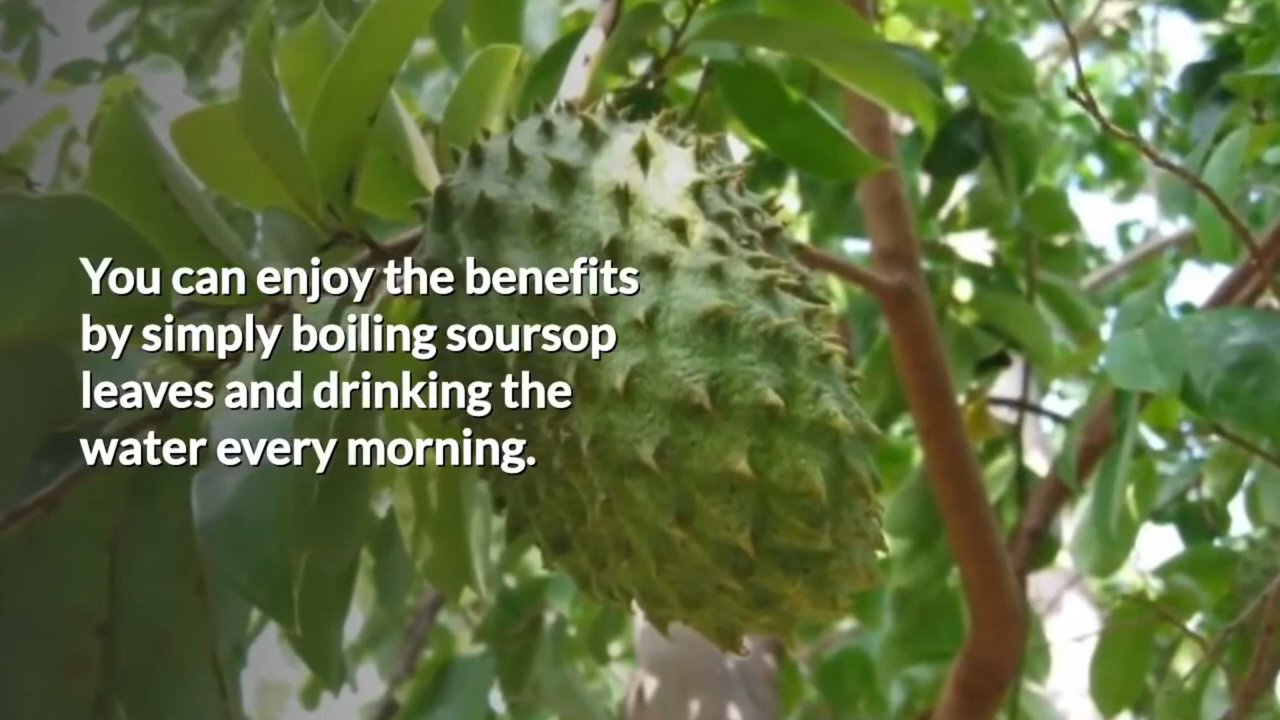 You can enjoy the benefits
by simply boiling soursop
leaves and drinking the
water every morning.